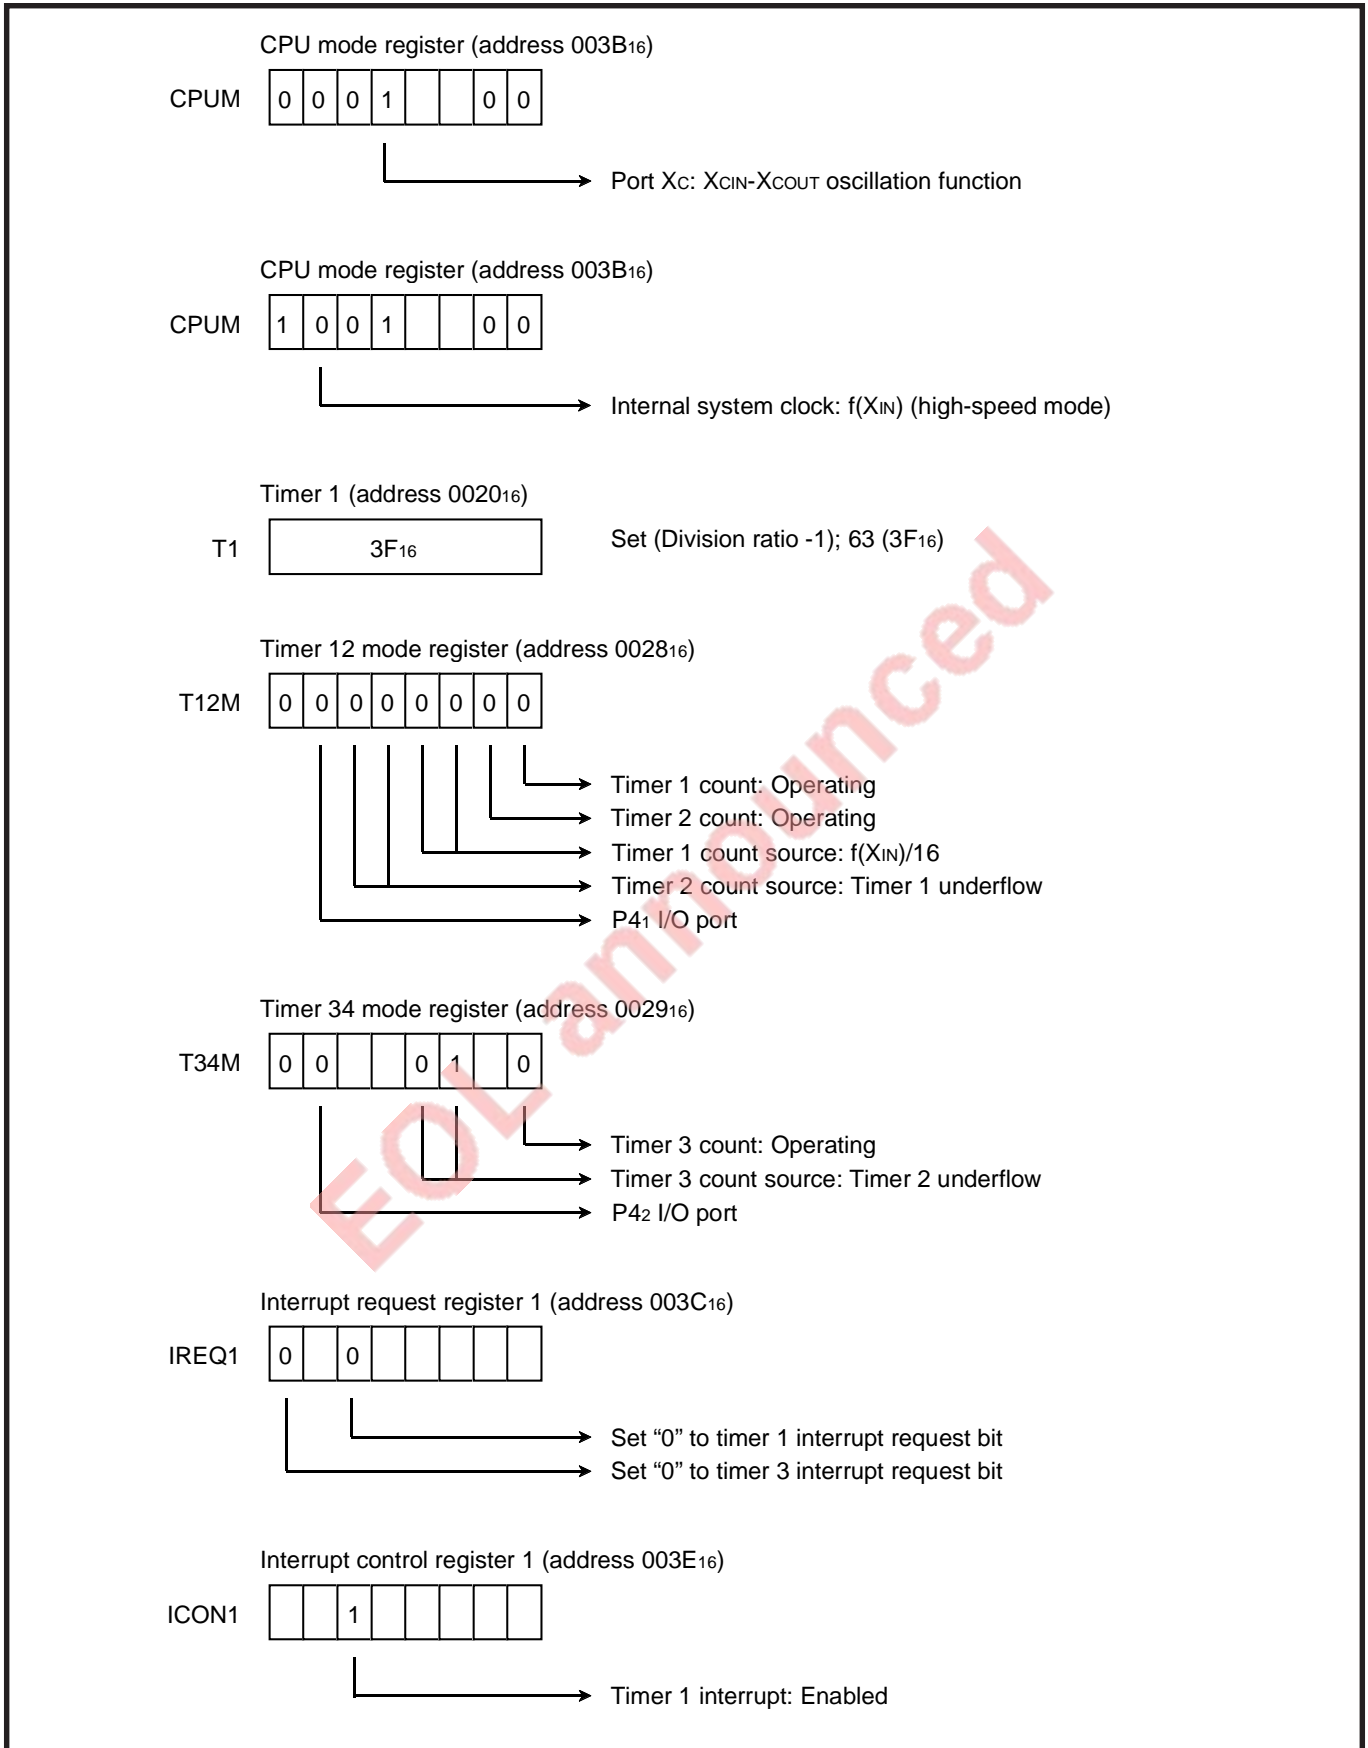 CPU mode register (address 003B16)
CPUM 0 0 0 1 0 0
Port XC: XCIN-XCOUT oscillation function
CPU mode register (address 003B16)
CPUM 1 0 0 1 0 0
Internal system clock: f(XIN) (high-speed mode)
Timer 1 (address 002016)
T1 3F16 Set (Division ratio -1); 63 (3F16)
Timer 12 mode register (address 002816)
T12M 0 0 0 0 0 0 0 0
Timer 1 count: Operating
Timer 2 count: Operating
Timer 1 count source: f(XIN)/16
Timer 2 count source: Timer 1 underflow
P41 I/O port
Timer 34 mode register (address 002916)
T34M 0 0 0 1 0
Timer 3 count: Operating
Timer 3 count source: Timer 2 underflow
P42 I/O port
Interrupt request register 1 (address 003C16)
IREQ1 0 0
Set “0” to timer 1 interrupt request bit
Set “0” to timer 3 interrupt request bit
Interrupt control register 1 (address 003E16)
ICON1 1
Timer 1 interrupt: Enabled
EOL announced